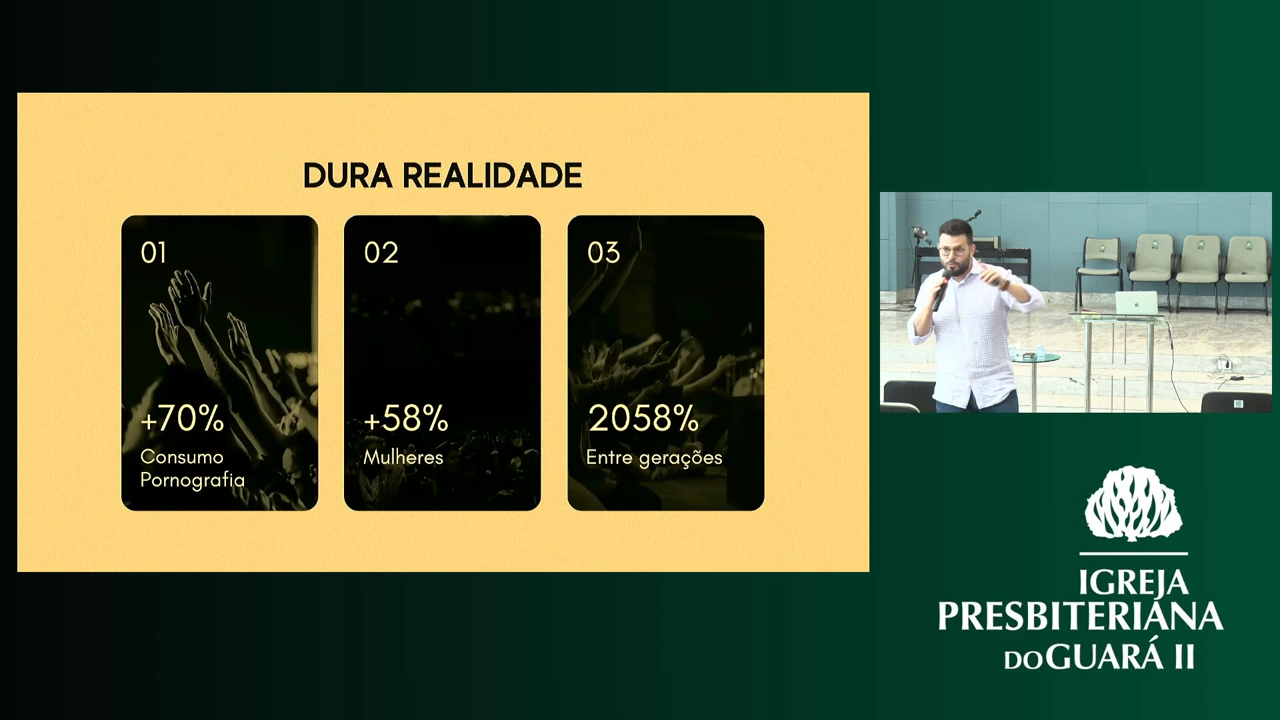 DURA REALIDADE
01
+70%
Consumo
Pornografia
02
+58%
Mulheres
03
2058%
Entre gerações
IGREJA
PRESBITERIANA
DO GUARÁ II